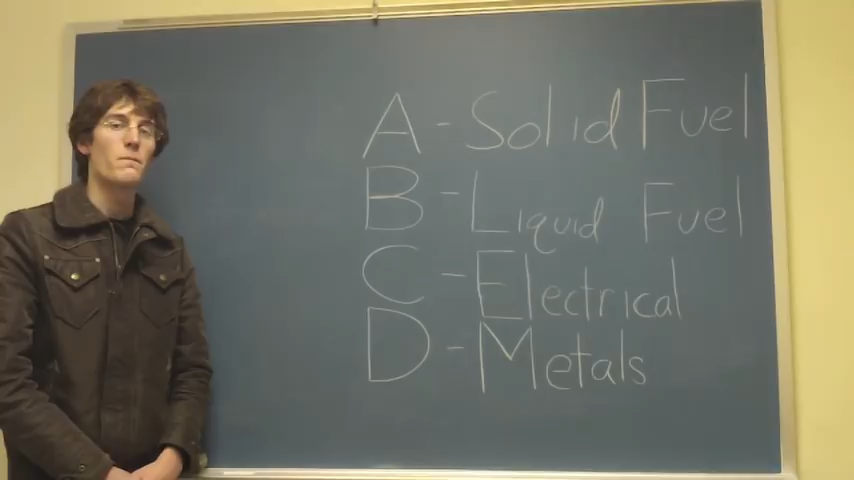 A - Solid Fuel
B - Liquid Fuel
C - Electrical
D - Metals